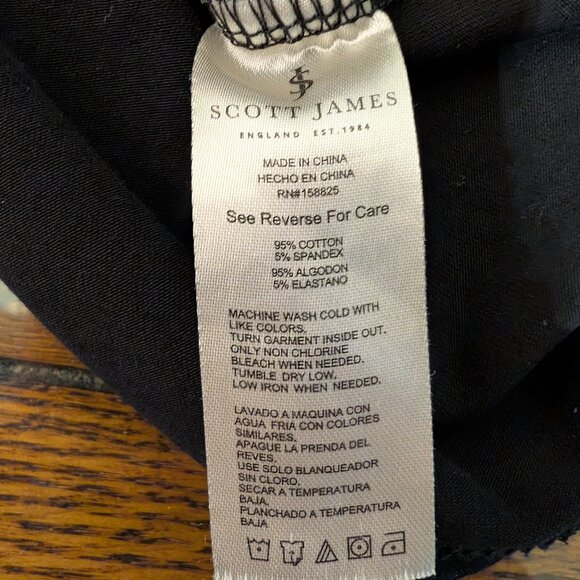 SCOTT JAMES
ENGLAND EST. 1984
MADE IN CHINA
HECHO EN CHINA
RN#158825
See Reverse For Care
95% COTTON
5% SPANDEX
95% ALGODON
5% ELASTANO
MACHINE WASH COLD WITH
LIKE COLORS.
TURN GARMENT INSIDE OUT.
ONLY NON CHLORINE
BLEACH WHEN NEEDED.
TUMBLE DRY LOW.
LOW IRON WHEN NEEDED.
LAVADO A MAQUINA CON
AGUA FRIA CON COLORES
SIMILARES.
APAGUE LA PRENDA DEL
REVES.
USE SOLO BLANQUEADOR
SIN CLORO.
SECAR A TEMPERATURA
BAJA.
PLANCHADO A TEMPERATURA
BAJA